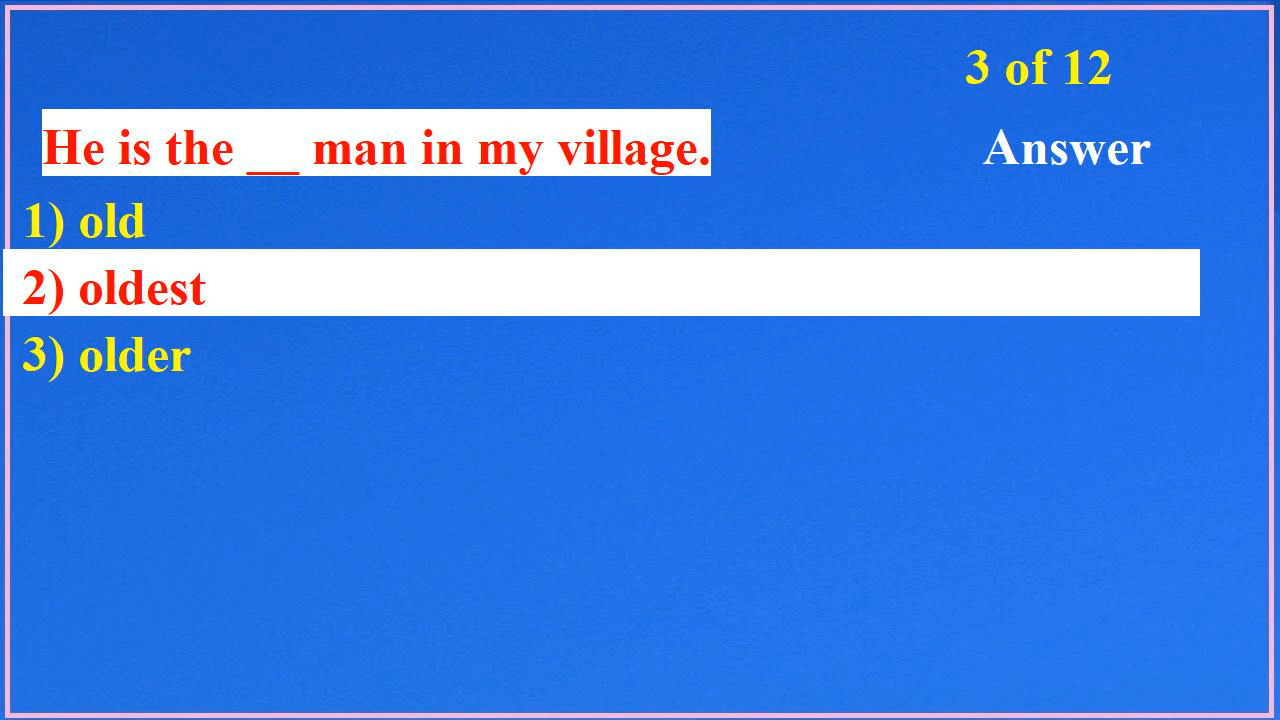 3 of 12
He is the __ man in my village.
Answer
1) old
2) oldest
3) older